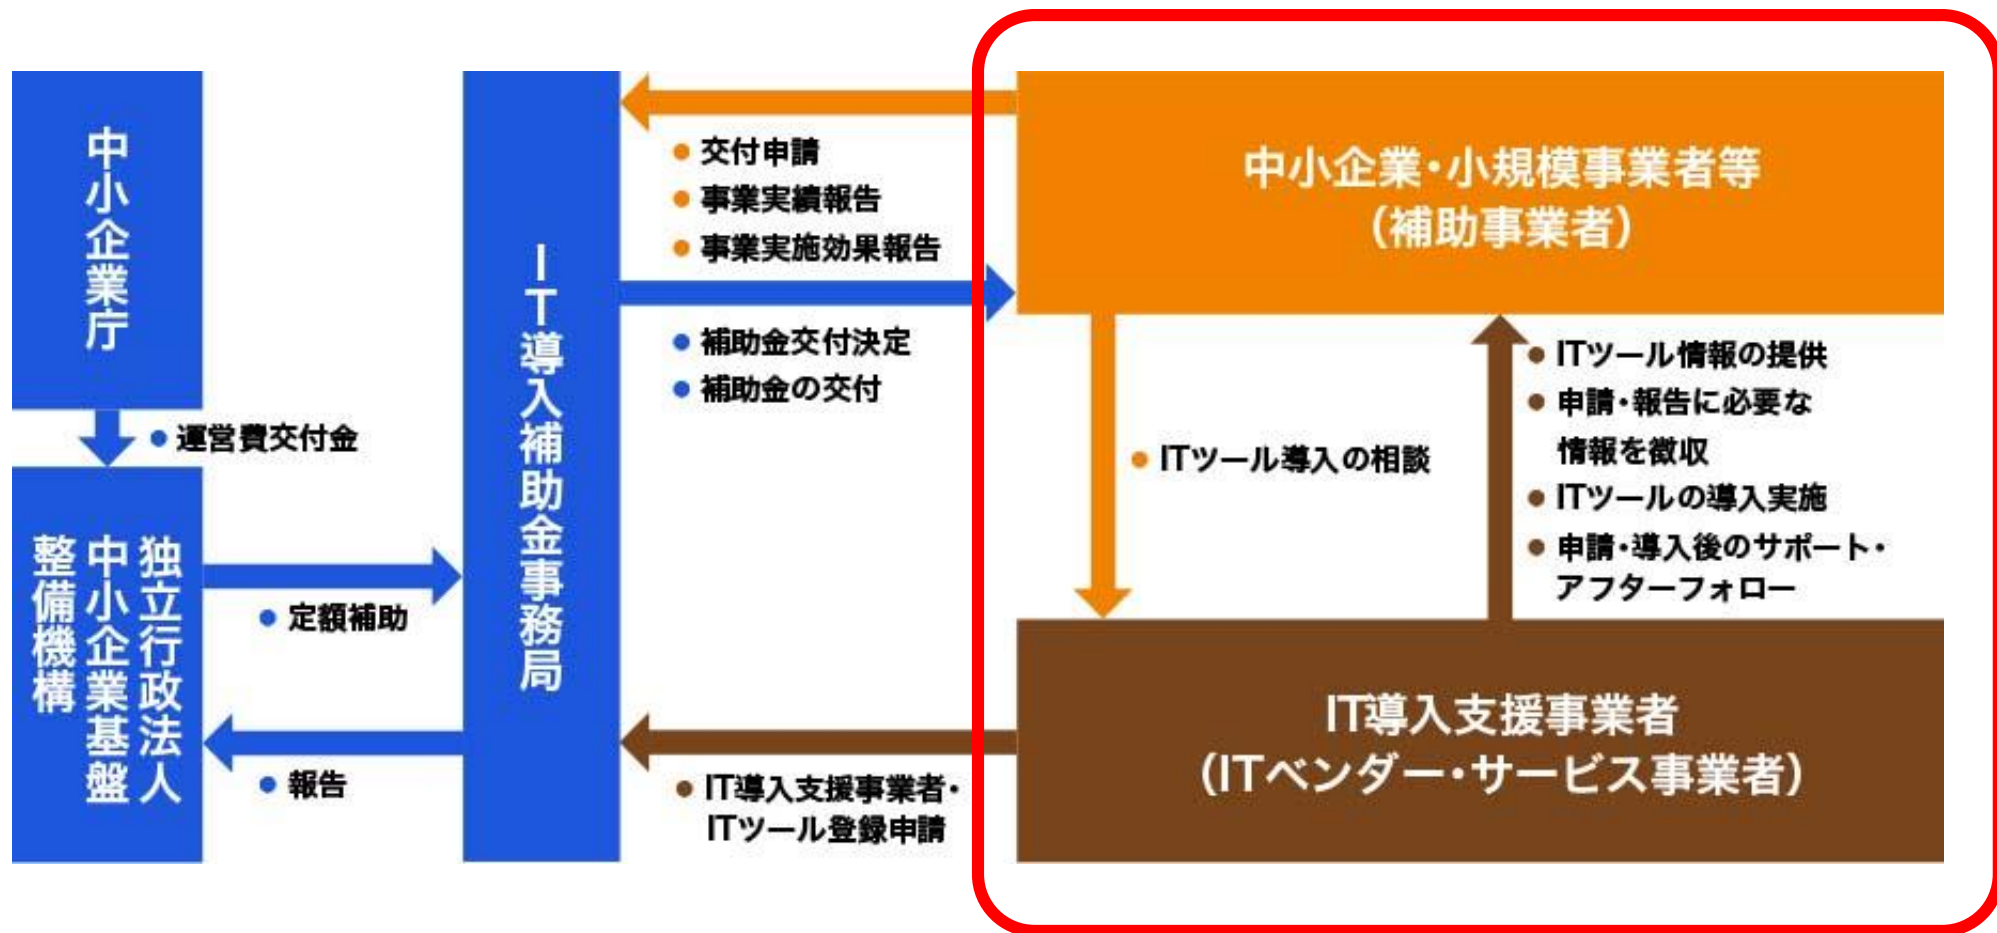 中小企業庁
運営費交付金
独立行政法人
中小企業基盤
整備機構
定額補助
報告
IT導入補助金事務局
交付申請
事業実績報告
事業実施効果報告
補助金交付決定
補助金の交付
IT導入支援事業者・
ITツール登録申請
中小企業・小規模事業者等
（補助事業者）
ITツール導入の相談
ITツール情報の提供
申請・報告に必要な
情報を徴収
ITツールの導入実施
申請・導入後のサポート・
アフターフォロー
IT導入支援事業者
（ITベンダー・サービス事業者）